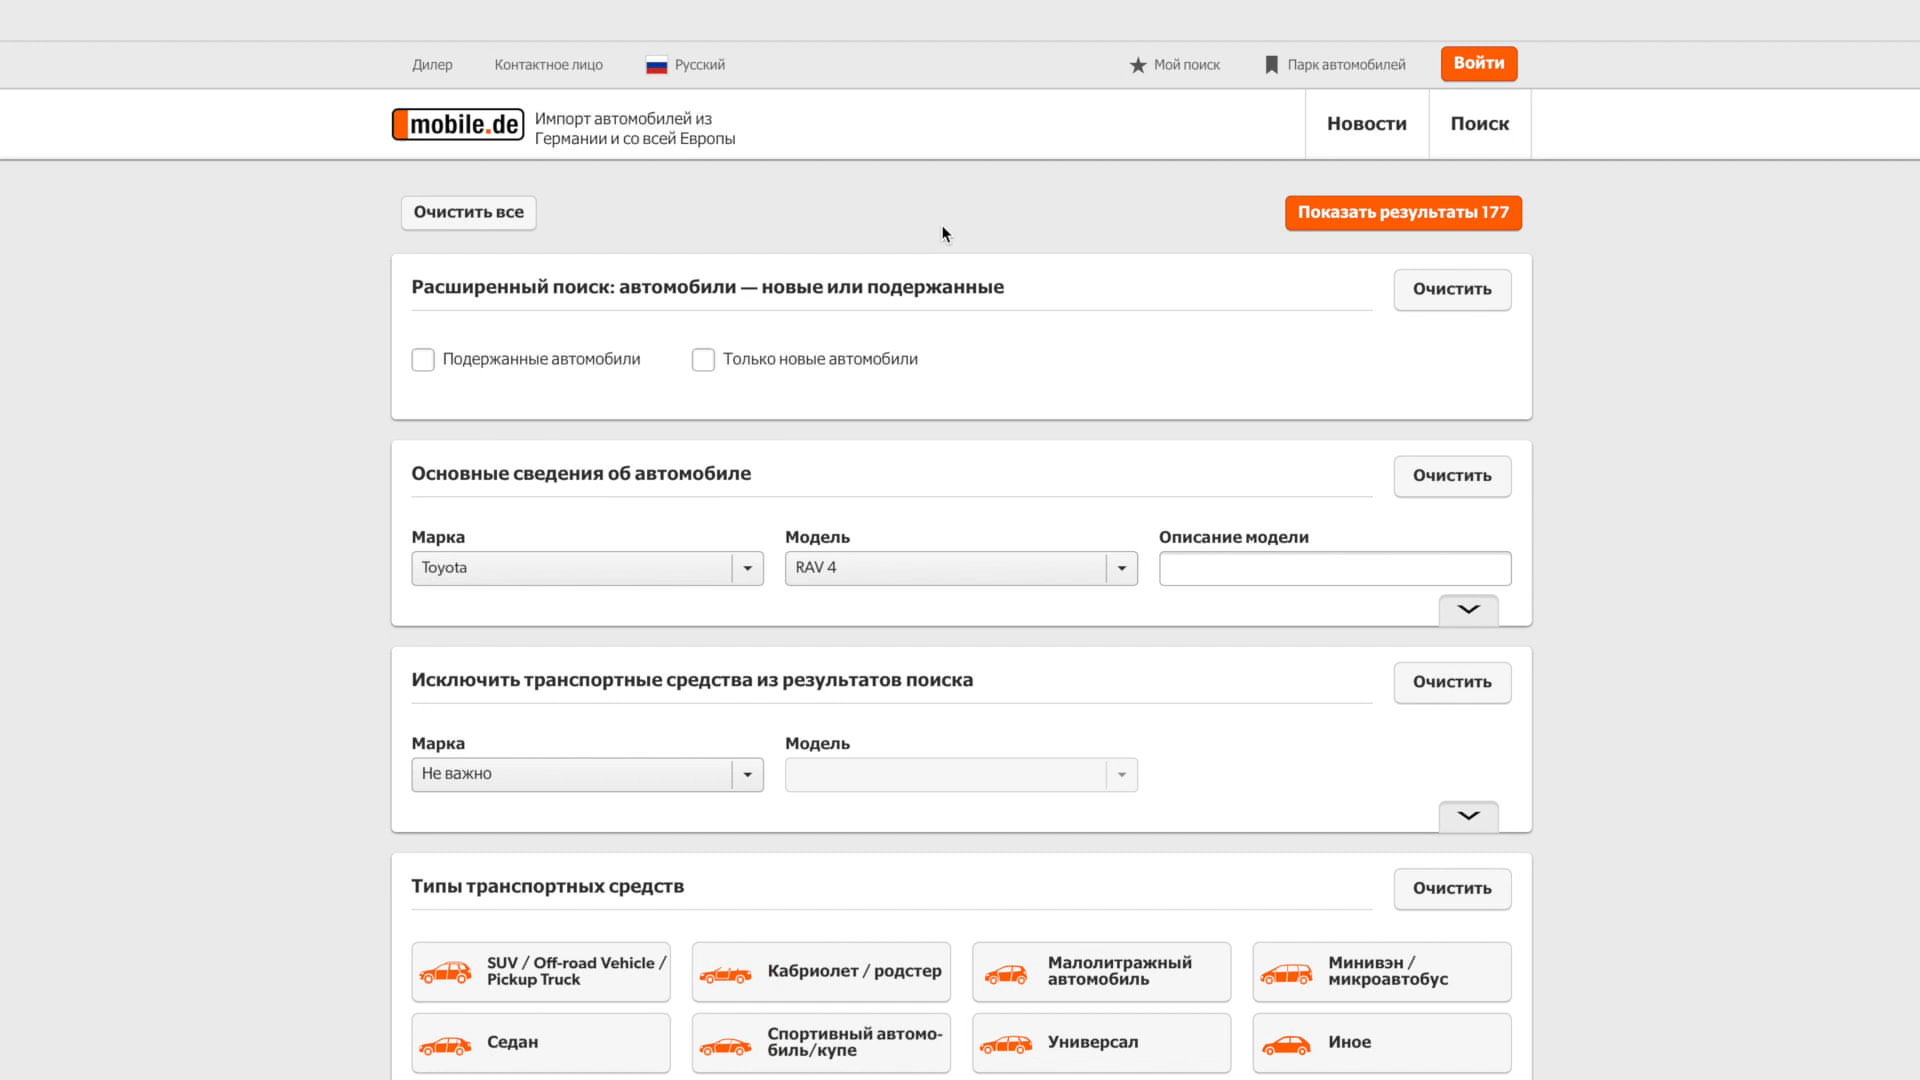 Дилер
Контактное лицо
Русский
Мой поиск
Парк автомобилей
Войти
mobile.de
Импорт автомобилей из
Германии и со всей Европы
Новости
Поиск
Очистить все
Показать результаты 177
Расширенный поиск: автомобили — новые или подержанные
Очистить
Подержанные автомобили
Только новые автомобили
Основные сведения об автомобиле
Очистить
Марка
Модель
Описание модели
Toyota
RAV 4
Исключить транспортные средства из результатов поиска
Очистить
Марка
Модель
Не важно
Типы транспортных средств
Очистить
SUV / Off-road Vehicle /
Pickup Truck
Кабриолет / родстер
Малолитражный
автомобиль
Минивэн /
микроавтобус
Седан
Спортивный автомо-
биль/купе
Универсал
Иное